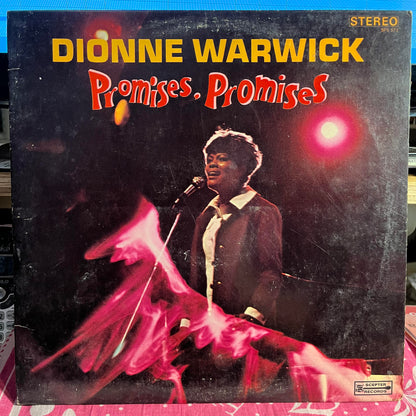 STEREO
DIONNE WARWICK
Promises, Promises
SCEPTER
RECORDS